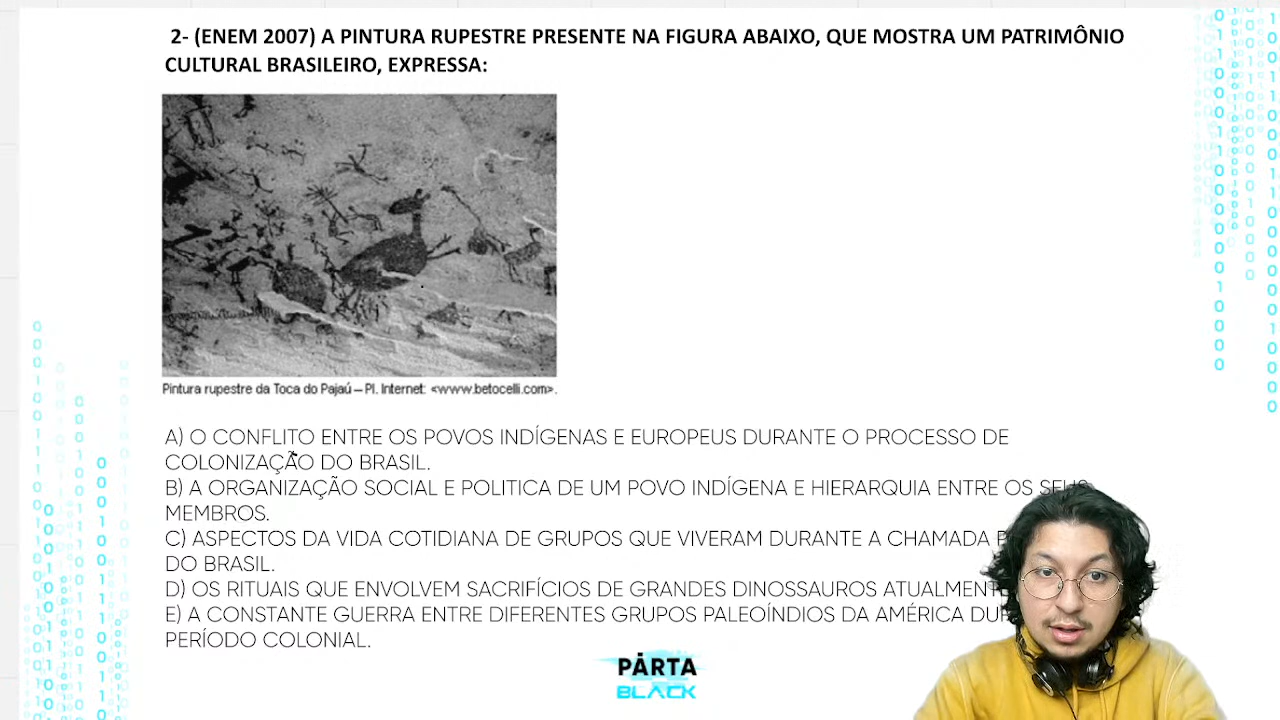 2- (ENEM 2007) A PINTURA RUPESTRE PRESENTE NA FIGURA ABAIXO, QUE MOSTRA UM PATRIMÔNIO
CULTURAL BRASILEIRO, EXPRESSA:
Pintura rupestre da Toca do Pajaú – PI. Internet: <www.betocelli.com>.
A) O CONFLITO ENTRE OS POVOS INDÍGENAS E EUROPEUS DURANTE O PROCESSO DE
COLONIZAÇÃO DO BRASIL.
B) A ORGANIZAÇÃO SOCIAL E POLITICA DE UM POVO INDÍGENA E HIERARQUIA ENTRE OS SEUS
MEMBROS.
C) ASPECTOS DA VIDA COTIDIANA DE GRUPOS QUE VIVERAM DURANTE A CHAMADA
DO BRASIL.
D) OS RITUAIS QUE ENVOLVEM SACRIFÍCIOS DE GRANDES DINOSSAUROS
E) A CONSTANTE GUERRA ENTRE DIFERENTES GRUPOS PALEOÍNDIOS DA AMÉRICA
PERÍODO COLONIAL.
PARTA
BLACK